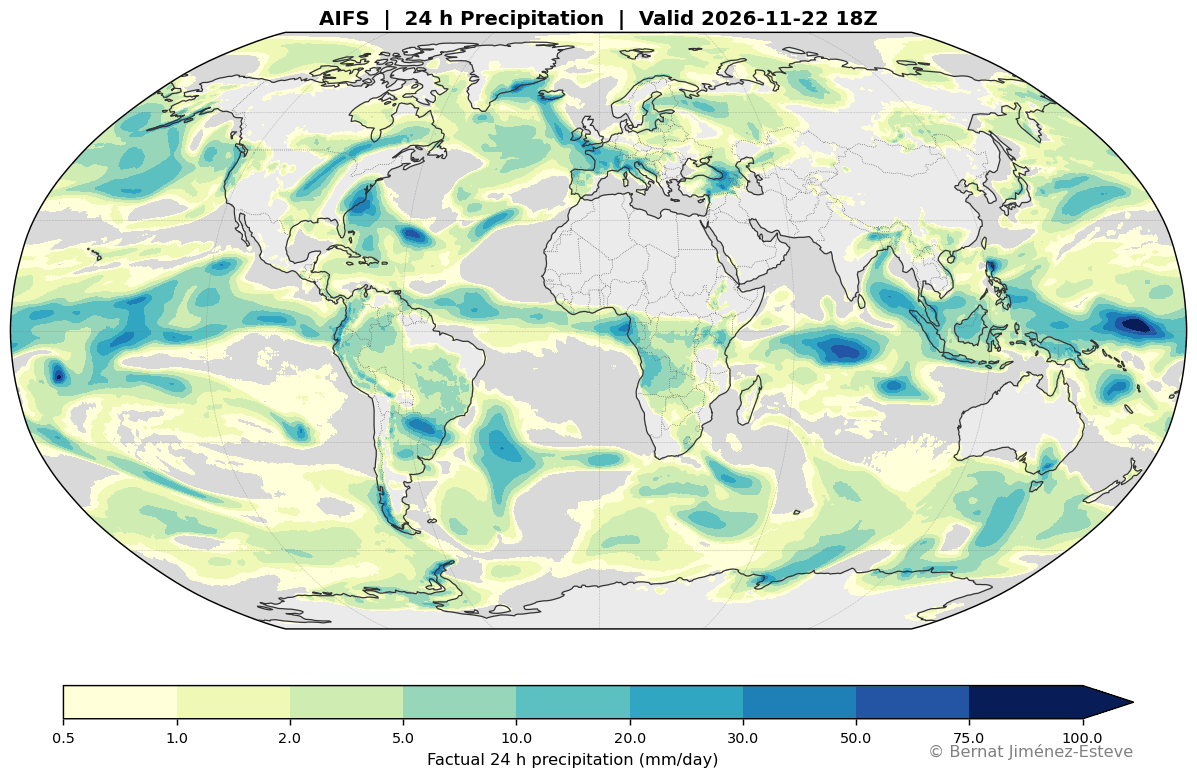 AIFS | 24 h Precipitation | Valid 2026-11-22 18Z
0.5 1.0 2.0 5.0 10.0 20.0 30.0 50.0 75.0 100.0
Factual 24 h precipitation (mm/day)
© Bernat Jiménez-Esteve